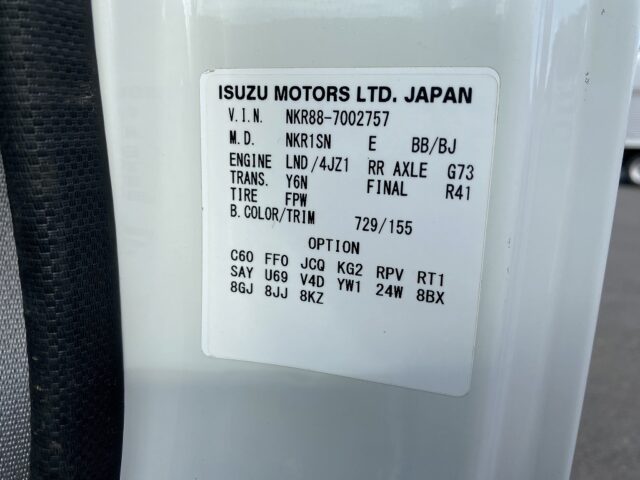 ISUZU MOTORS LTD. JAPAN
V.I.N. NKR88-7002757
M.D. NKR1SN E BB/BJ
ENGINE LND/4JZ1 RR AXLE G73
TRANS. Y6N FINAL R41
TIRE FPW
B.COLOR/TRIM 729/155
OPTION
C60 FF0 JCQ KG2 RPV RT1
SAY U69 V4D YW1 24W 8BX
8GJ 8JJ 8KZ